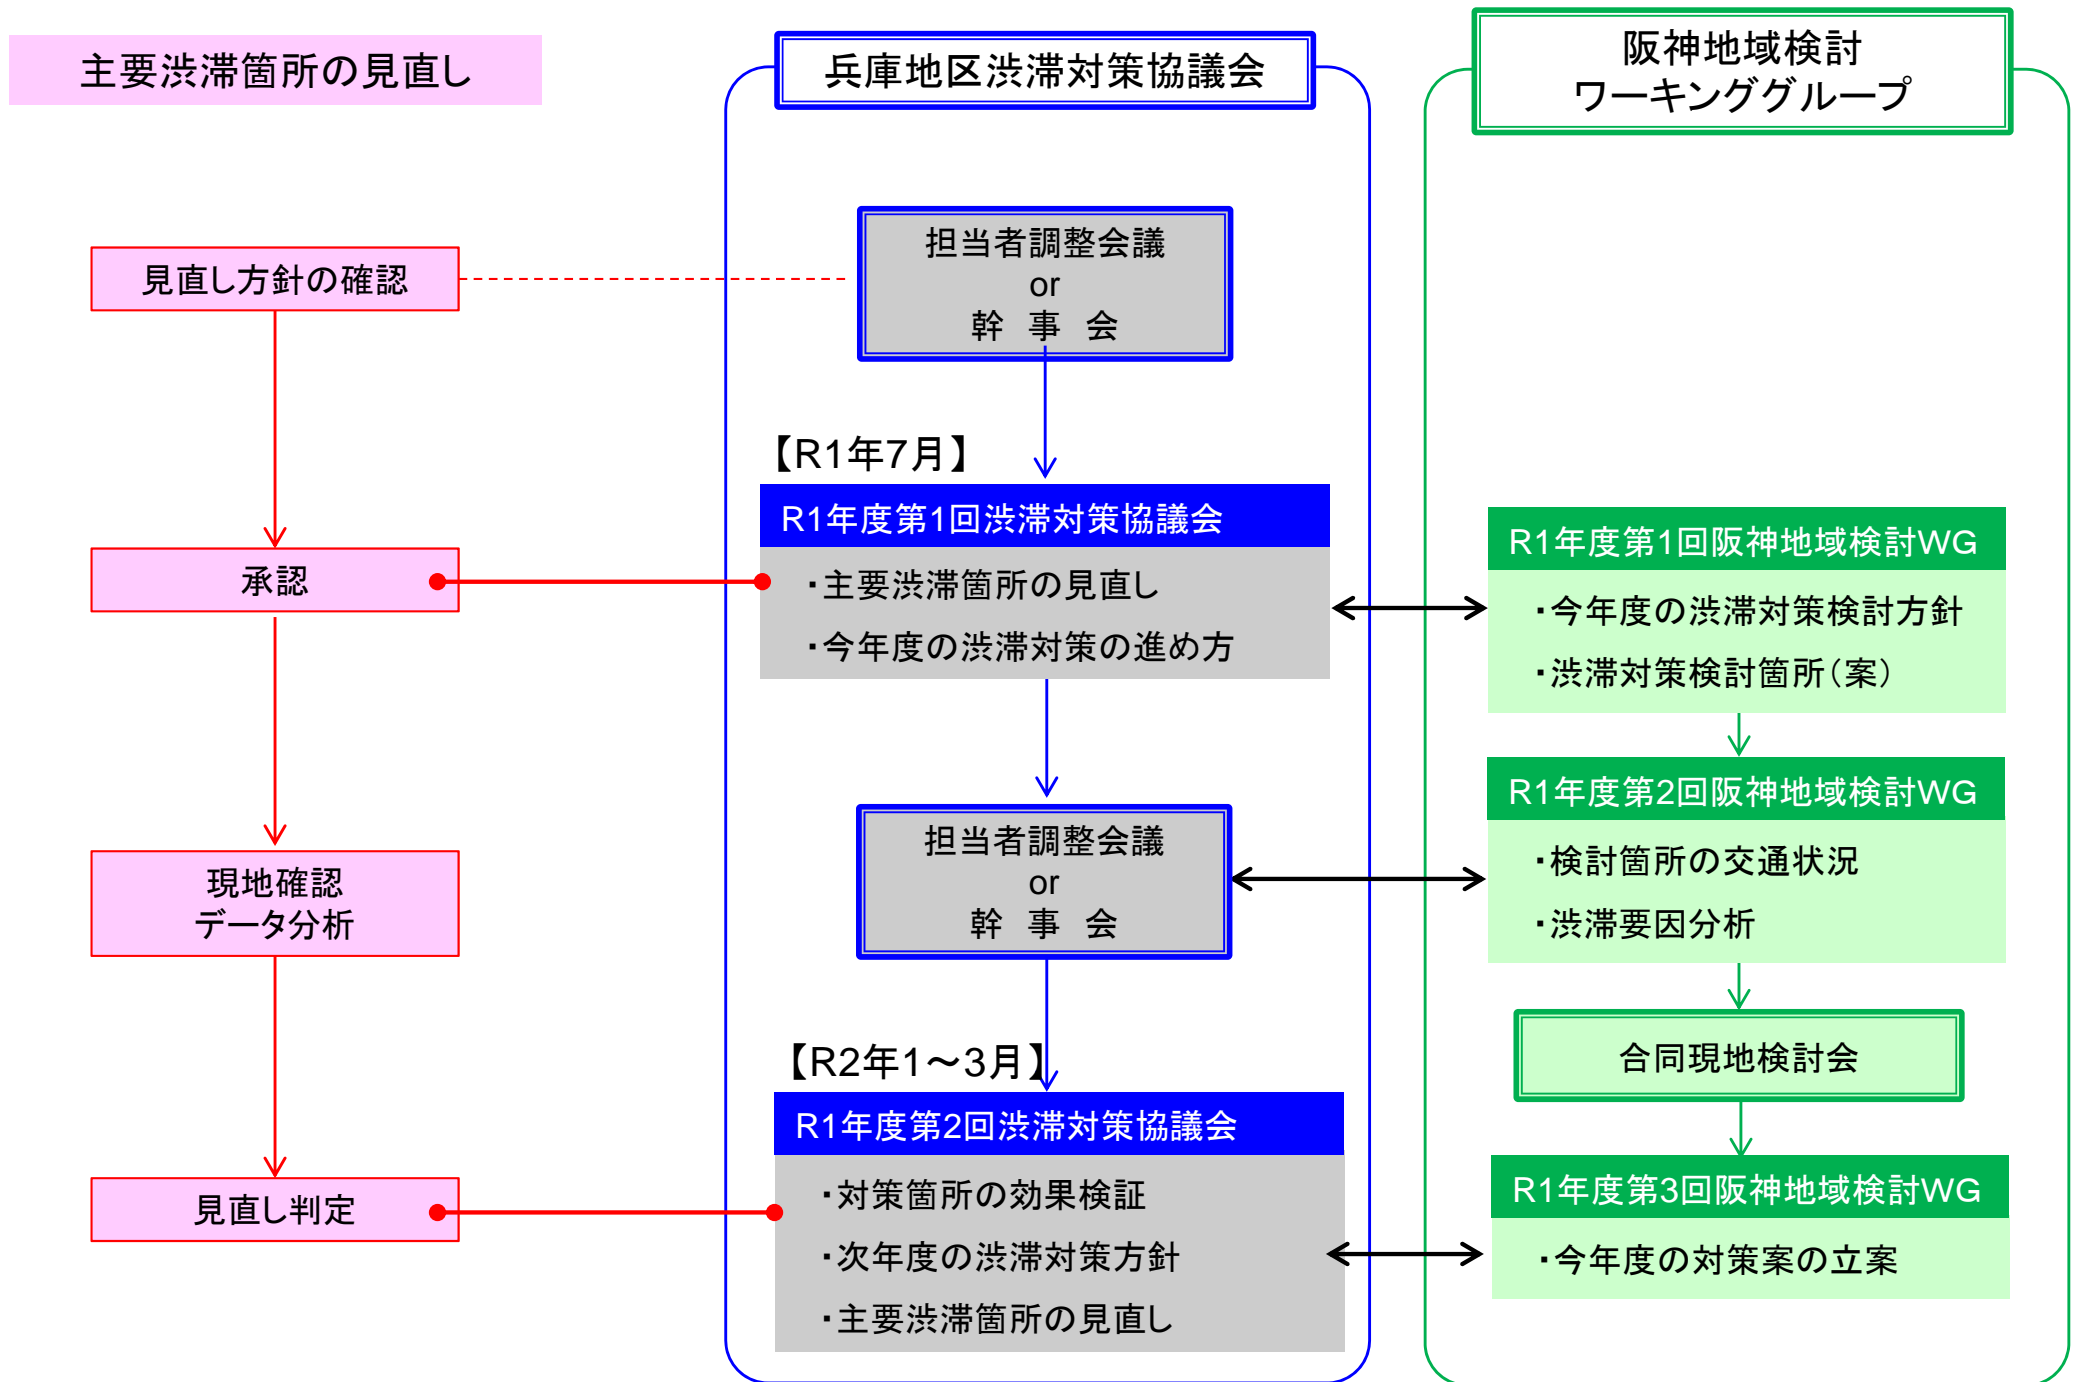 主要渋滞箇所の見直し
見直し方針の確認
承認
現地確認
データ分析
見直し判定
兵庫地区渋滞対策協議会
担当者調整会議
or
幹　事　会
【R1年7月】
R1年度第1回渋滞対策協議会
・主要渋滞箇所の見直し
・今年度の渋滞対策の進め方
担当者調整会議
or
幹　事　会
【R2年1～3月】
R1年度第2回渋滞対策協議会
・対策箇所の効果検証
・次年度の渋滞対策方針
・主要渋滞箇所の見直し
阪神地域検討
ワーキンググループ
R1年度第1回阪神地域検討WG
・今年度の渋滞対策検討方針
・渋滞対策検討箇所（案）
R1年度第2回阪神地域検討WG
・検討箇所の交通状況
・渋滞要因分析
合同現地検討会
R1年度第3回阪神地域検討WG
・今年度の対策案の立案